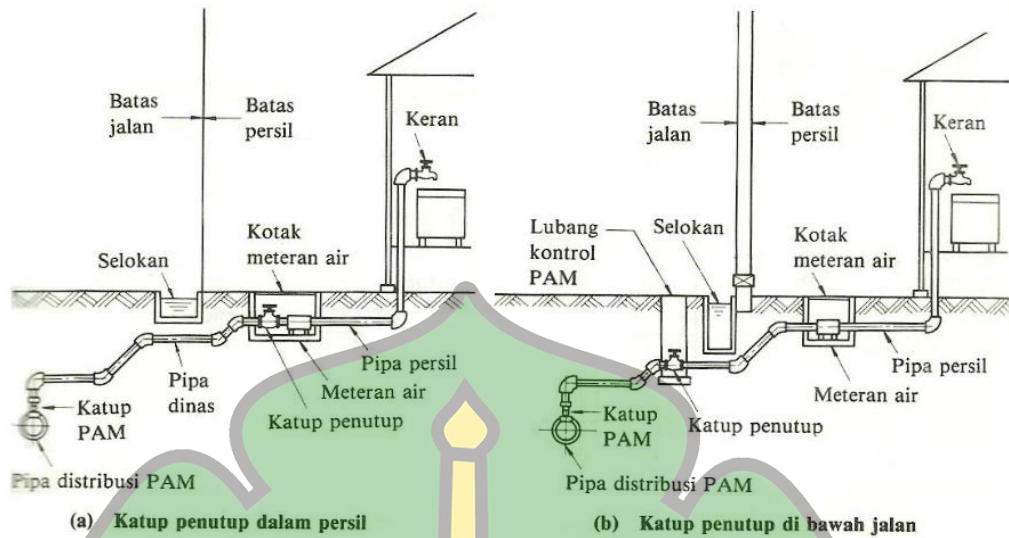 Batas
jalan
Batas
persil
Keran
Kotak
meteran air
Selokan
Pipa persil
Pipa
dinas
Meteran air
Katup
PAM
Katup penutup
Pipa distribusi PAM
(a) Katup penutup dalam persil
Batas
jalan
Batas
persil
Keran
Lubang
kontrol
PAM
Selokan
Kotak
meteran air
Pipa persil
Meteran air
Katup
PAM
Katup penutup
Pipa distribusi PAM
(b) Katup penutup di bawah jalan